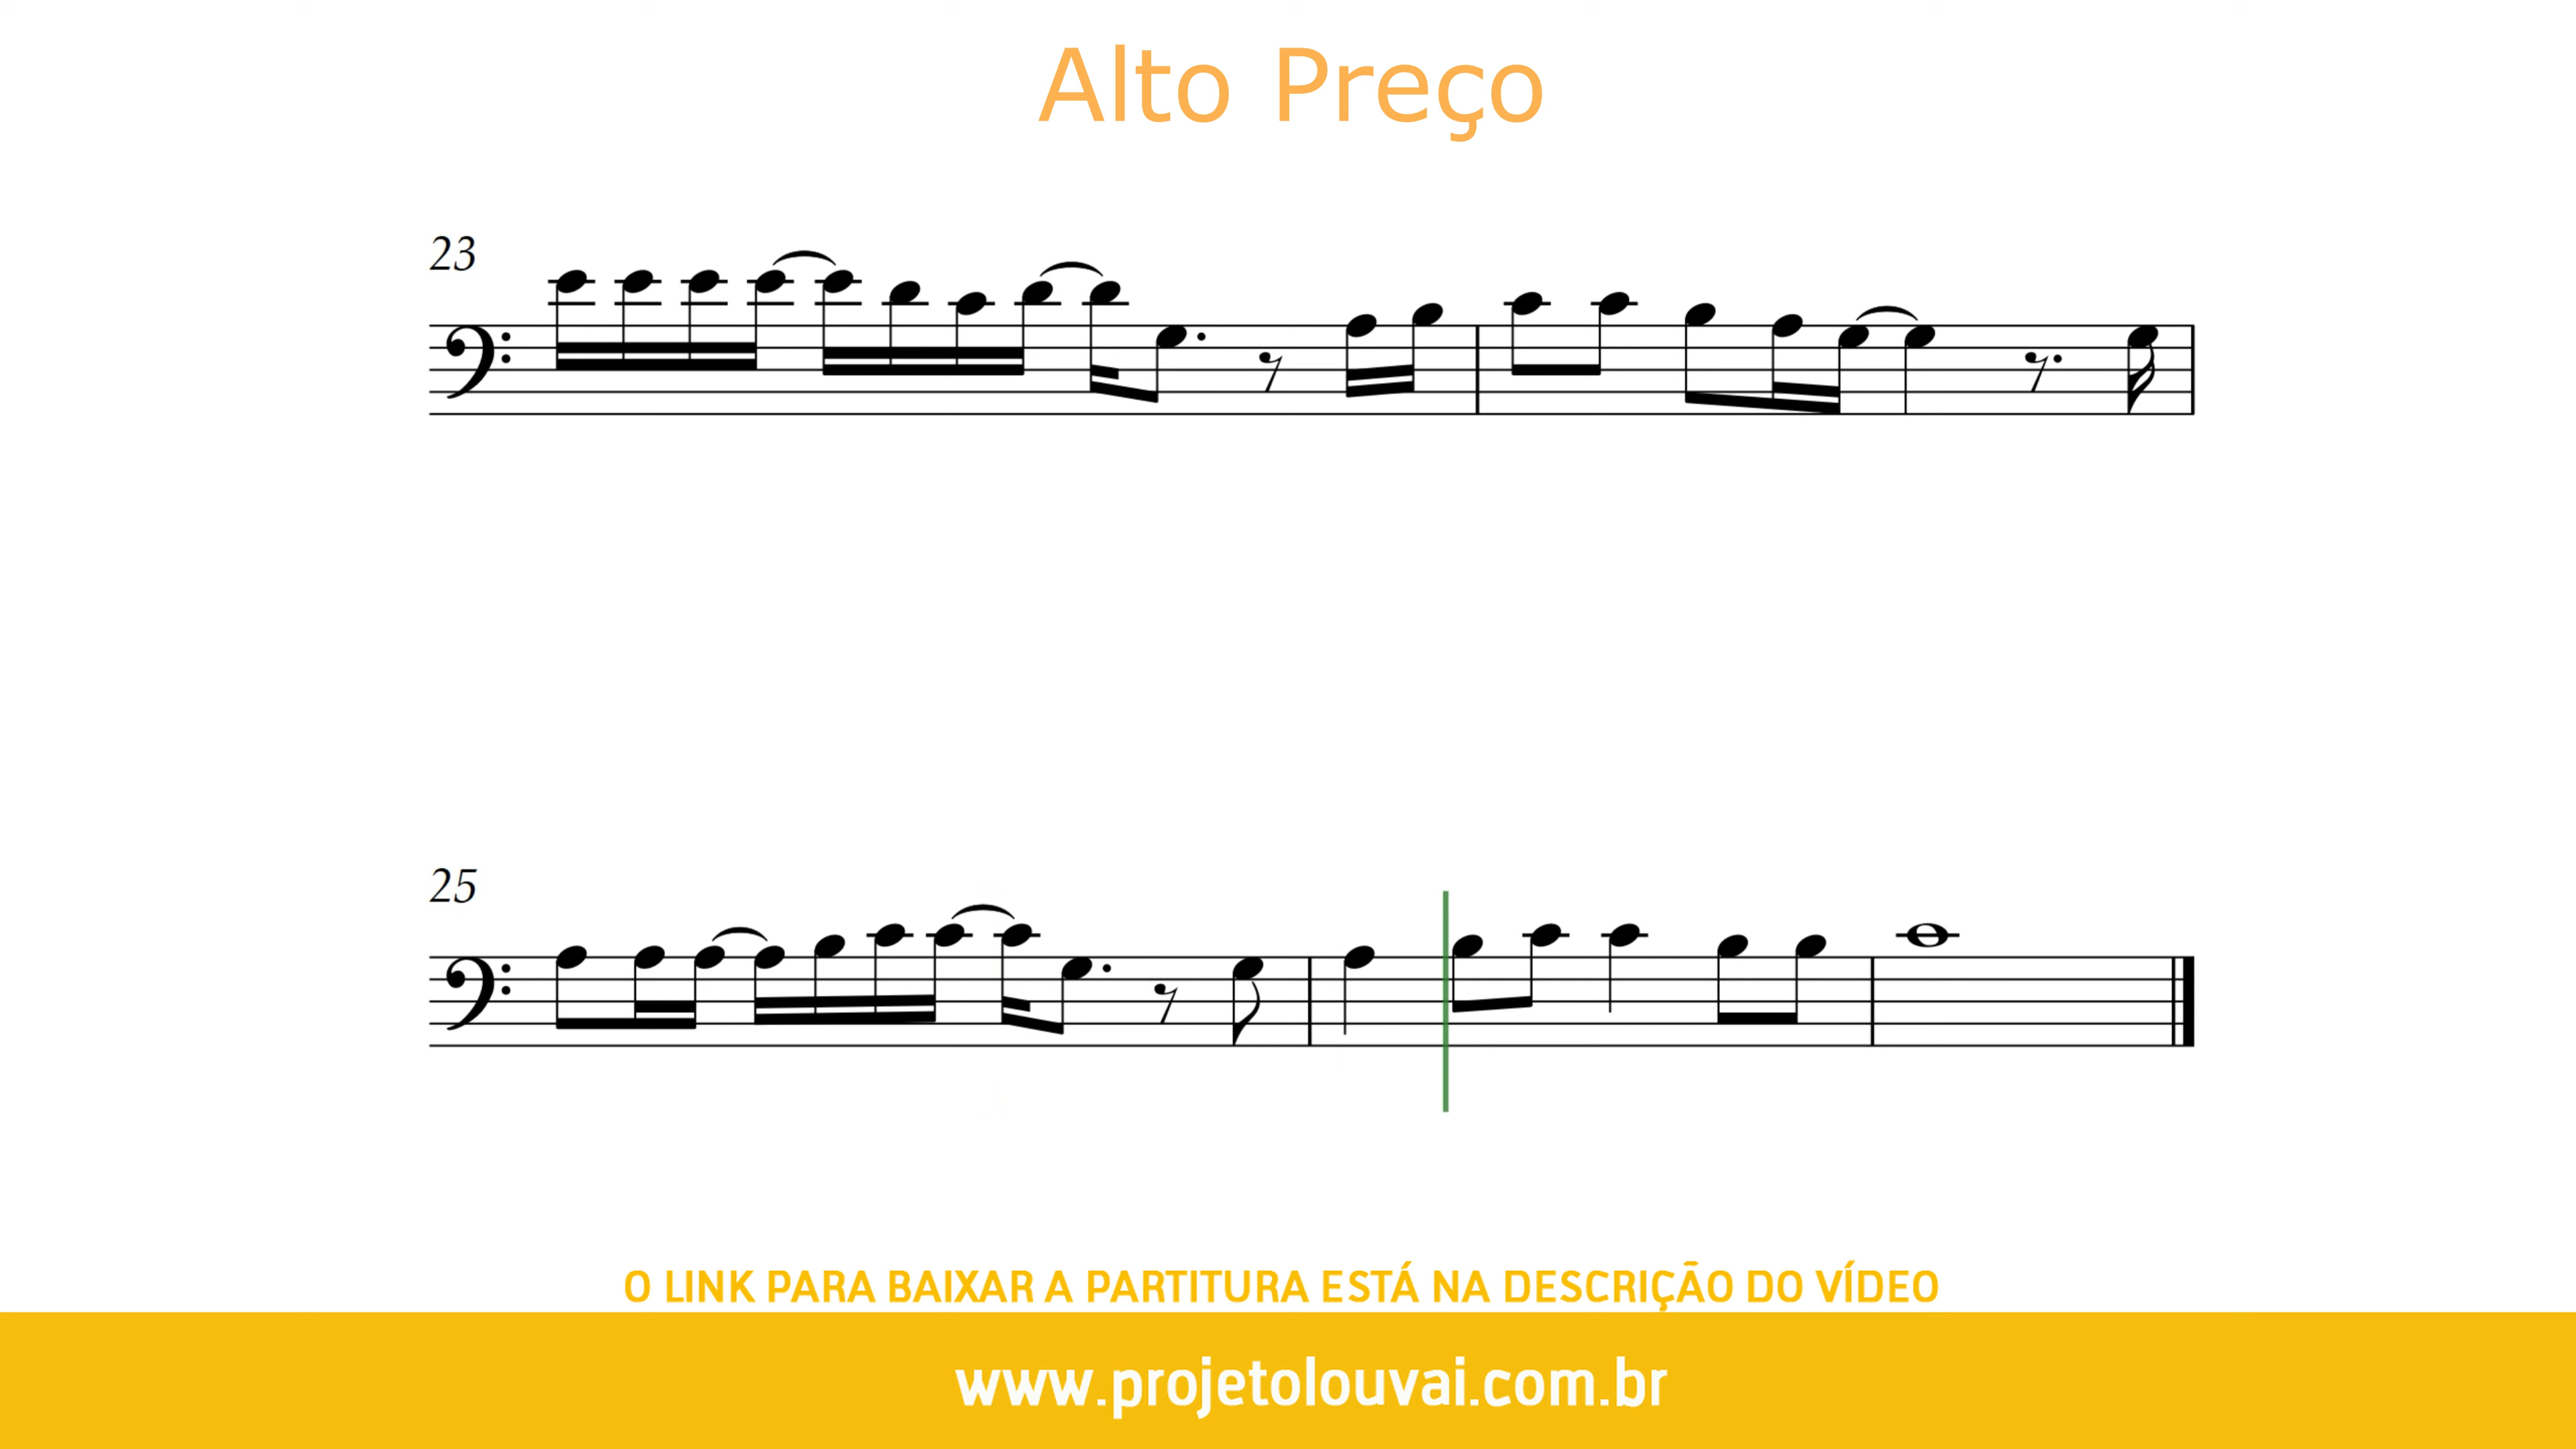 Alto Preço
23
25
O LINK PARA BAIXAR A PARTITURA ESTÁ NA DESCRIÇÃO DO VÍDEO
www.projetolouvai.com.br